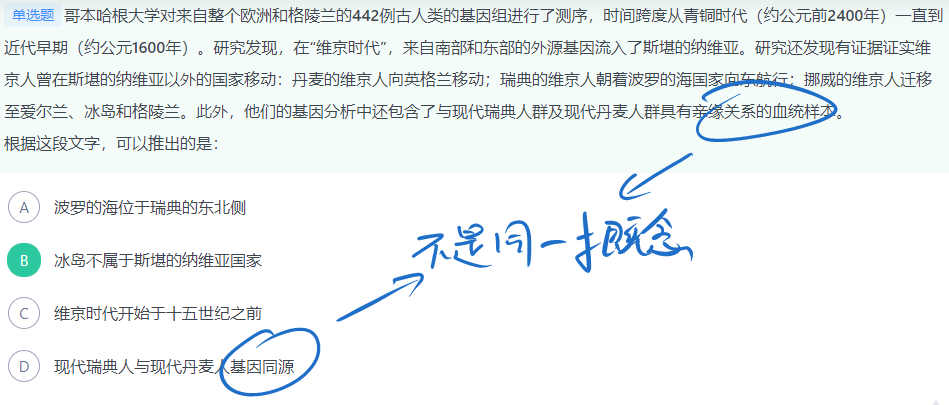 单选题 哥本哈根大学对来自整个欧洲和格陵兰的442例古人类的基因组进行了测序，时间跨度从青铜时代（约公元前2400年）一直到
近代早期（约公元1600年）。研究发现，在“维京时代”，来自南部和东部的外源基因流入了斯堪的纳维亚。研究还发现有证据证实维
京人曾在斯堪的纳维亚以外的国家移动：丹麦的维京人向英格兰移动；瑞典的维京人朝着波罗的海国家向东航行；挪威的维京人迁移
至爱尔兰、冰岛和格陵兰。此外，他们的基因分析中还包含了与现代瑞典人群及现代丹麦人群具有亲缘关系的血统样本。
根据这段文字，可以推出的是：
A 波罗的海位于瑞典的东北侧
不是同一个概念
B 冰岛不属于斯堪的纳维亚国家
C 维京时代开始于十五世纪之前
D 现代瑞典人与现代丹麦人基因同源